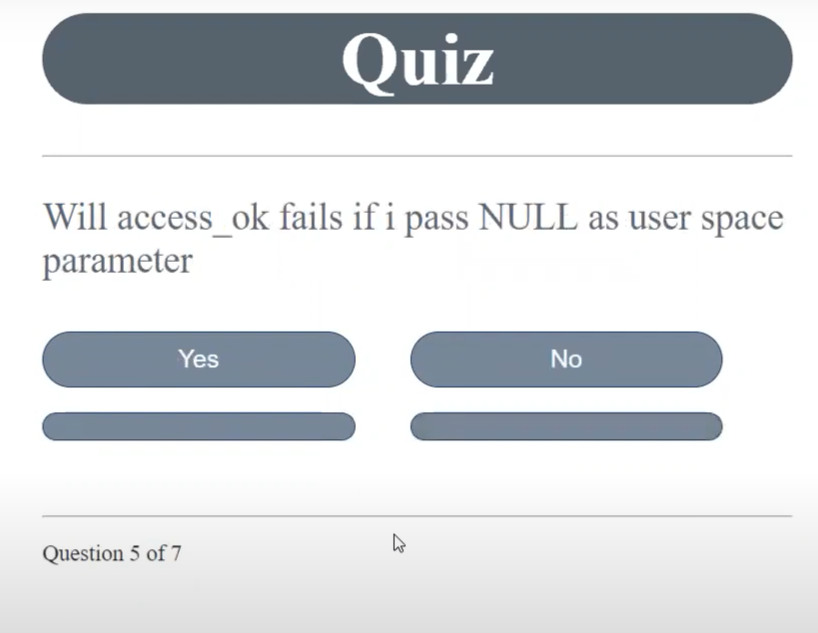 Quiz
Will access_ok fails if i pass NULL as user space
parameter
Yes
No
Question 5 of 7